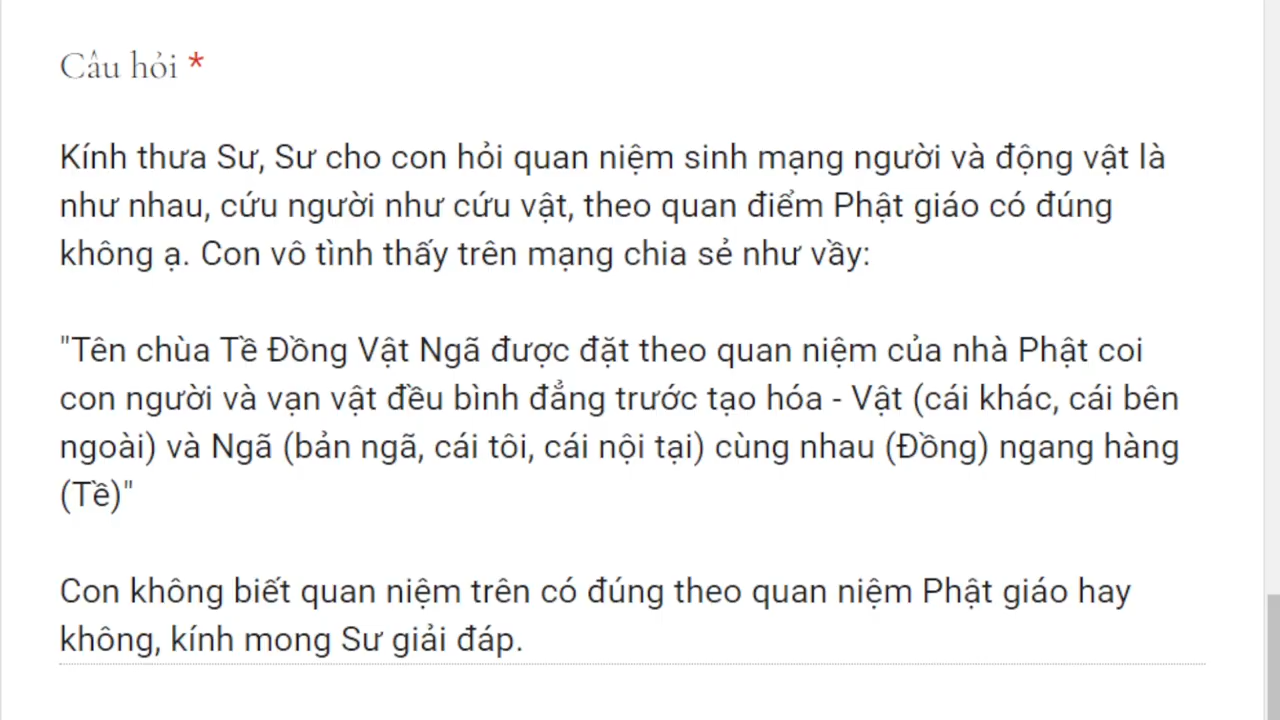 Câu hỏi *
Kính thưa Sư, Sư cho con hỏi quan niệm sinh mạng người và động vật là
như nhau, cứu người như cứu vật, theo quan điểm Phật giáo có đúng
không ạ. Con vô tình thấy trên mạng chia sẻ như vầy:
"Tên chùa Tề Đồng Vật Ngã được đặt theo quan niệm của nhà Phật coi
con người và vạn vật đều bình đẳng trước tạo hóa - Vật (cái khác, cái bên
ngoài) và Ngã (bản ngã, cái tôi, cái nội tại) cùng nhau (Đồng) ngang hàng
(Tề)"
Con không biết quan niệm trên có đúng theo quan niệm Phật giáo hay
không, kính mong Sư giải đáp.